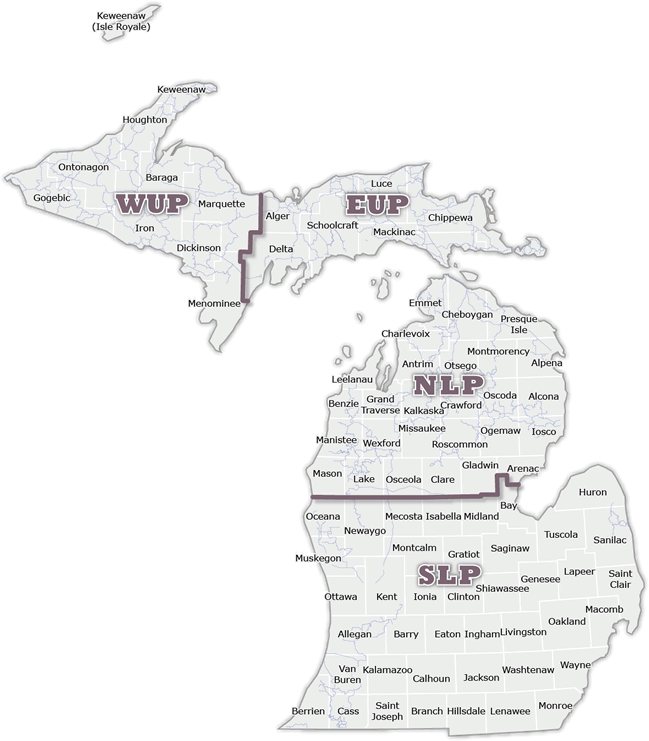 Keweenaw
(Isle Royale)
Keweenaw
Houghton
Ontonagon
Baraga
Luce
Gogebic
WUP
Marquette
EUP
Alger
Chippewa
Schoolcraft
Iron
Mackinac
Dickinson
Delta
Menominee
Emmet
Cheboygan
Presque
Isle
Charlevoix
Montmorency
Antrim
Otsego
Alpena
Leelanau
NLP
Benzie
Grand
Traverse
Kalkaska
Crawford
Oscoda
Alcona
Missaukee
Ogemaw
Iosco
Manistee
Wexford
Roscommon
Gladwin
Arenac
Mason
Lake
Osceola
Clare
Huron
Bay
Oceana
Mecosta
Isabella
Midland
Newaygo
Tuscola
Sanilac
Montcalm
Gratiot
Saginaw
Muskegon
SLP
Genesee
Lapeer
Saint
Clair
Shiawassee
Ottawa
Kent
Ionia
Clinton
Macomb
Oakland
Allegan
Barry
Eaton
Ingham
Livingston
Van
Buren
Kalamazoo
Calhoun
Jackson
Washtenaw
Wayne
Berrien
Cass
Saint
Joseph
Branch
Hillsdale
Lenawee
Monroe